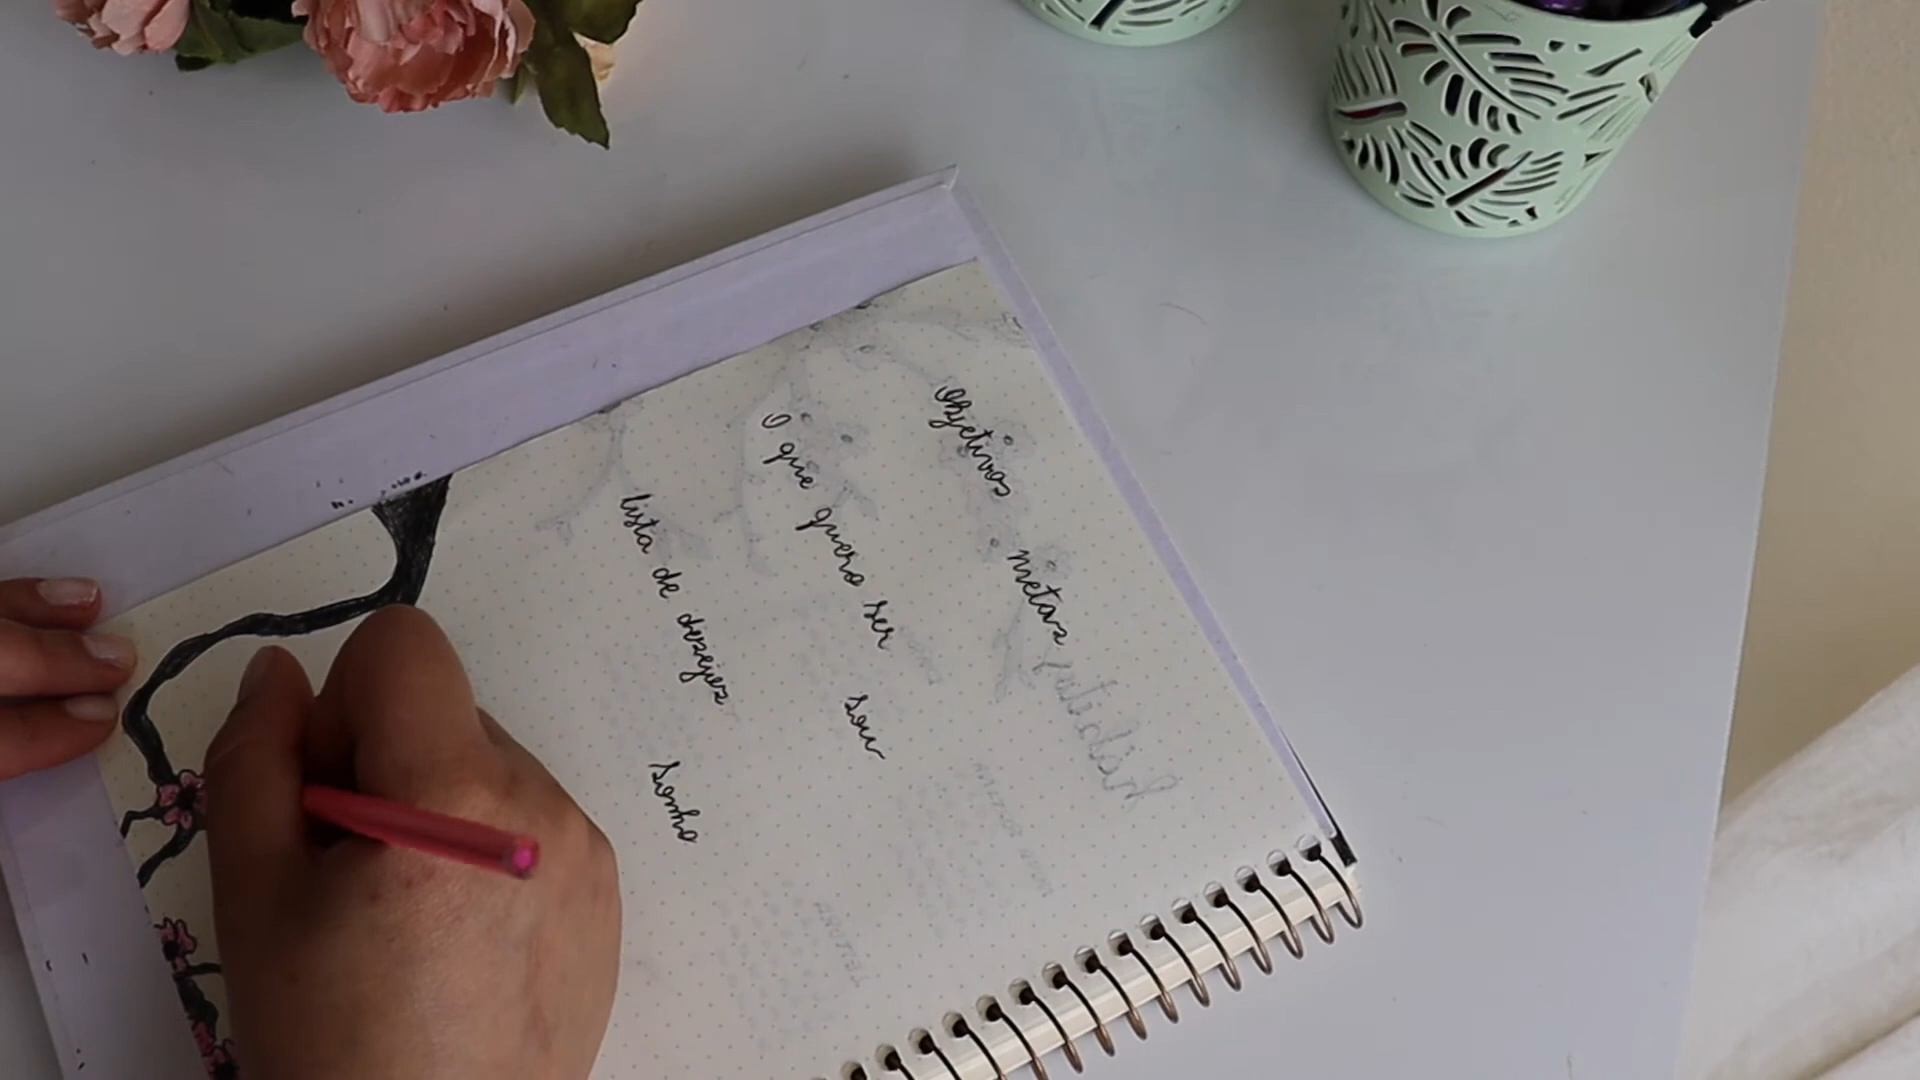 Objetivos metas
O que quero ser sou
lista de desejos sonho